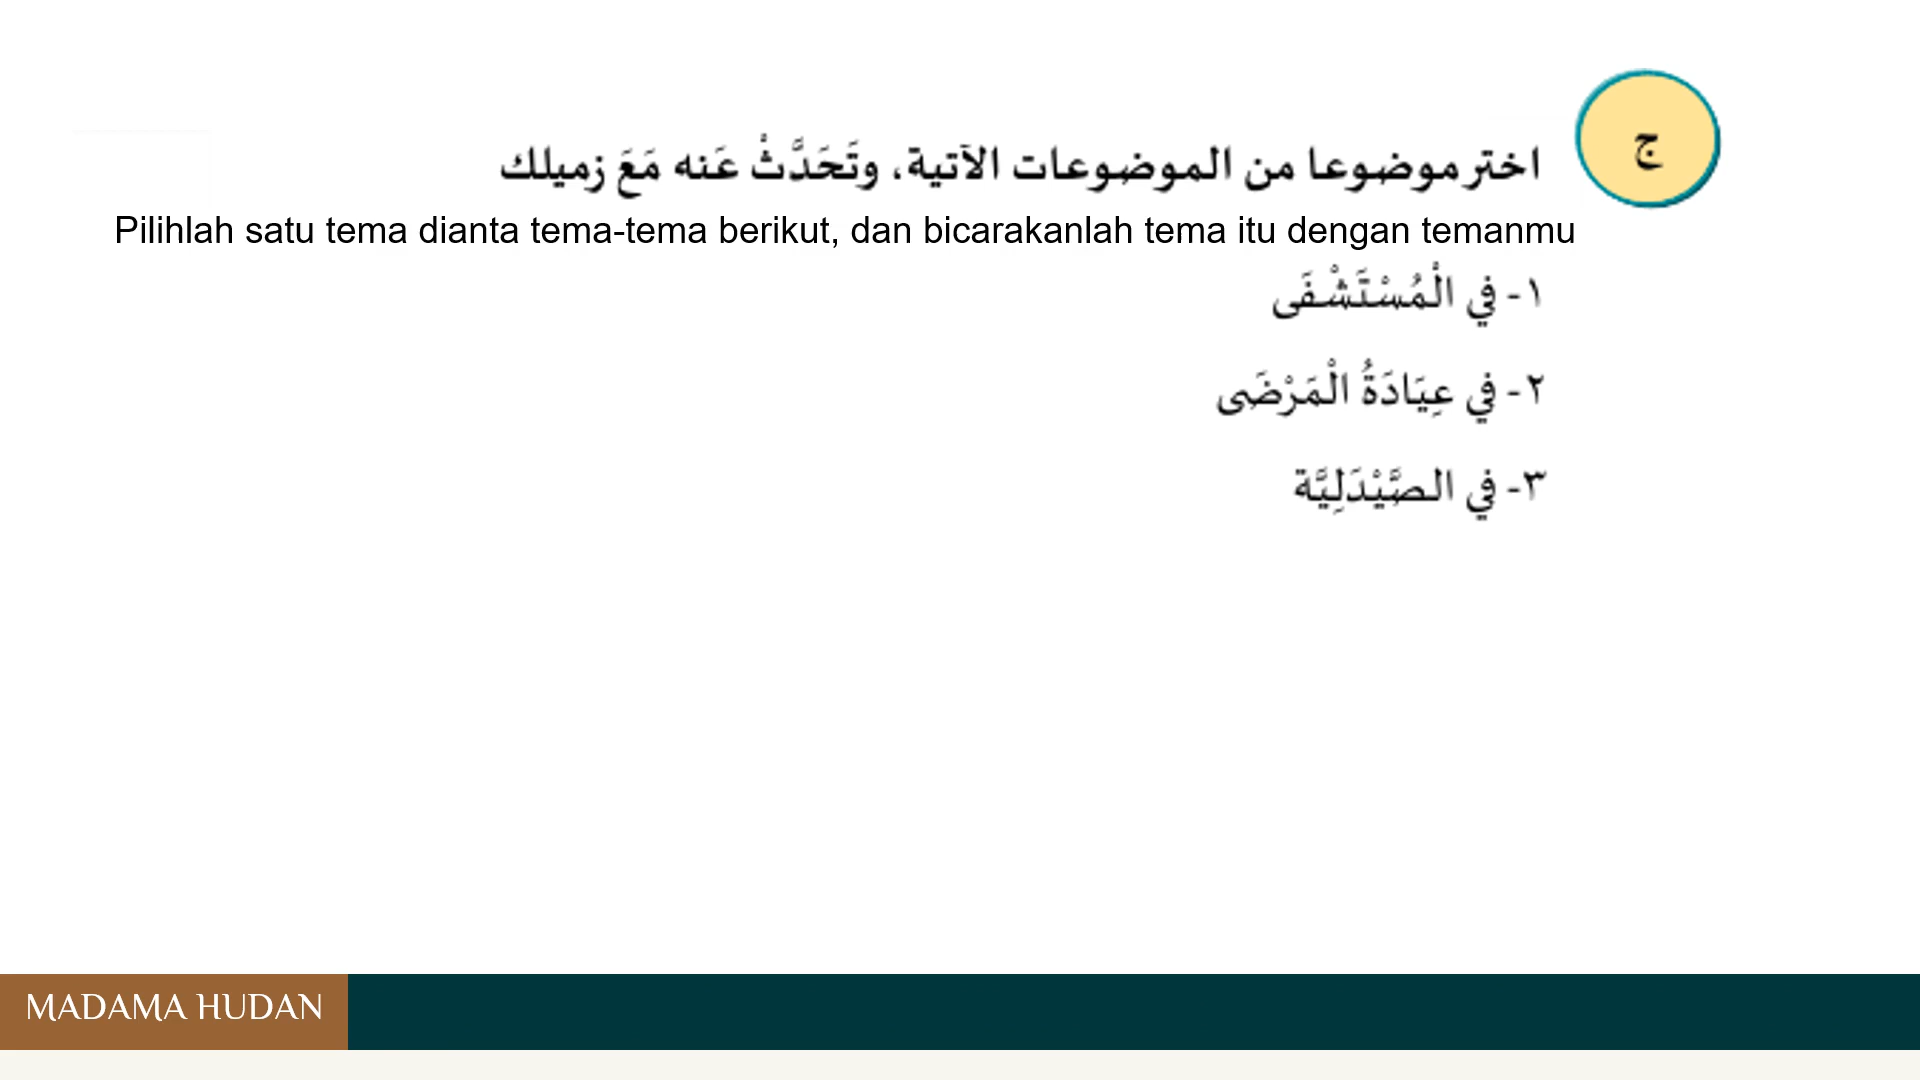 ج
اختر موضوعا من الموضوعات الآتية، وتَحَدَّثْ عَنه مَعَ زميلك
Pilihlah satu tema dianta tema-tema berikut, dan bicarakanlah tema itu dengan temanmu
١- في الْمُسْتَشْفَى
٢- في عِيَادَةُ الْمَرْضَى
٣- في الصَّيْدَلِيَّة
MADAMA HUDAN